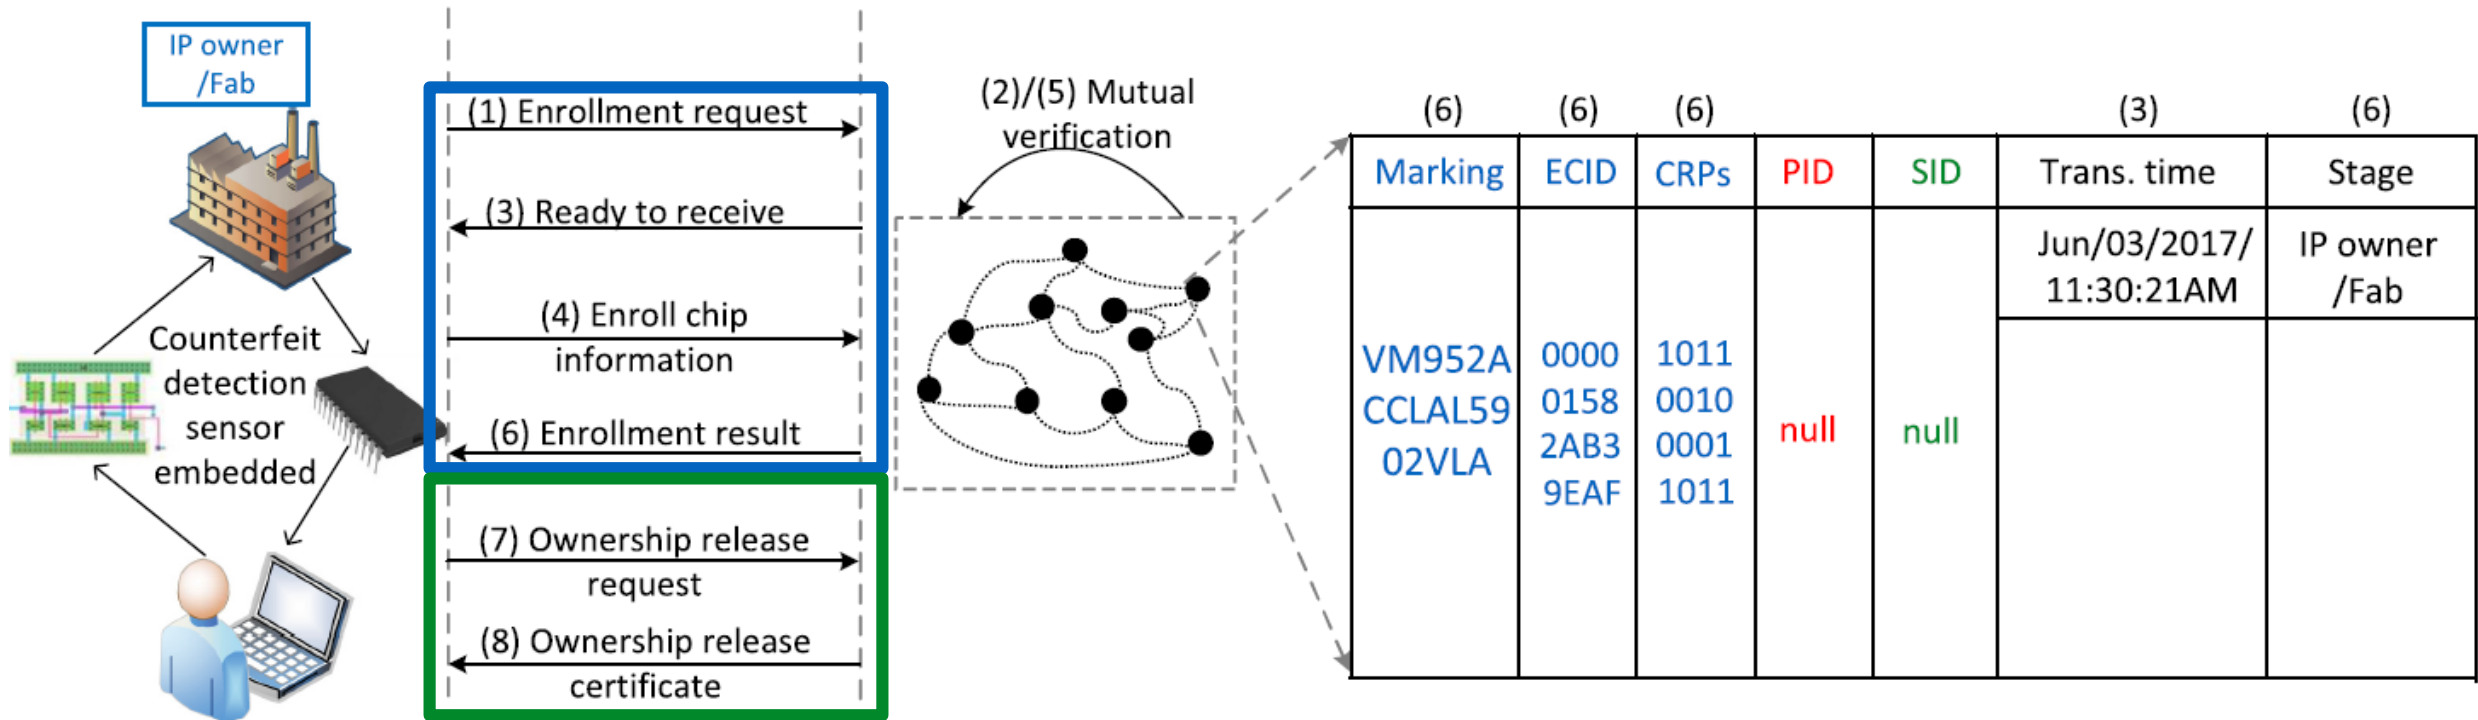 IP owner
/Fab
Counterfeit
detection
sensor
embedded
(1) Enrollment request
(3) Ready to receive
(4) Enroll chip
information
(6) Enrollment result
(7) Ownership release
request
(8) Ownership release
certificate
(2)/(5) Mutual
verification
(6) (6) (6) (3) (6)
Marking ECID CRPs PID SID Trans. time Stage
VM952A
CCLAL59
02VLA
0000
0158
2AB3
9EAF
1011
0010
0001
1011
null
null
Jun/03/2017/
11:30:21AM
IP owner
/Fab